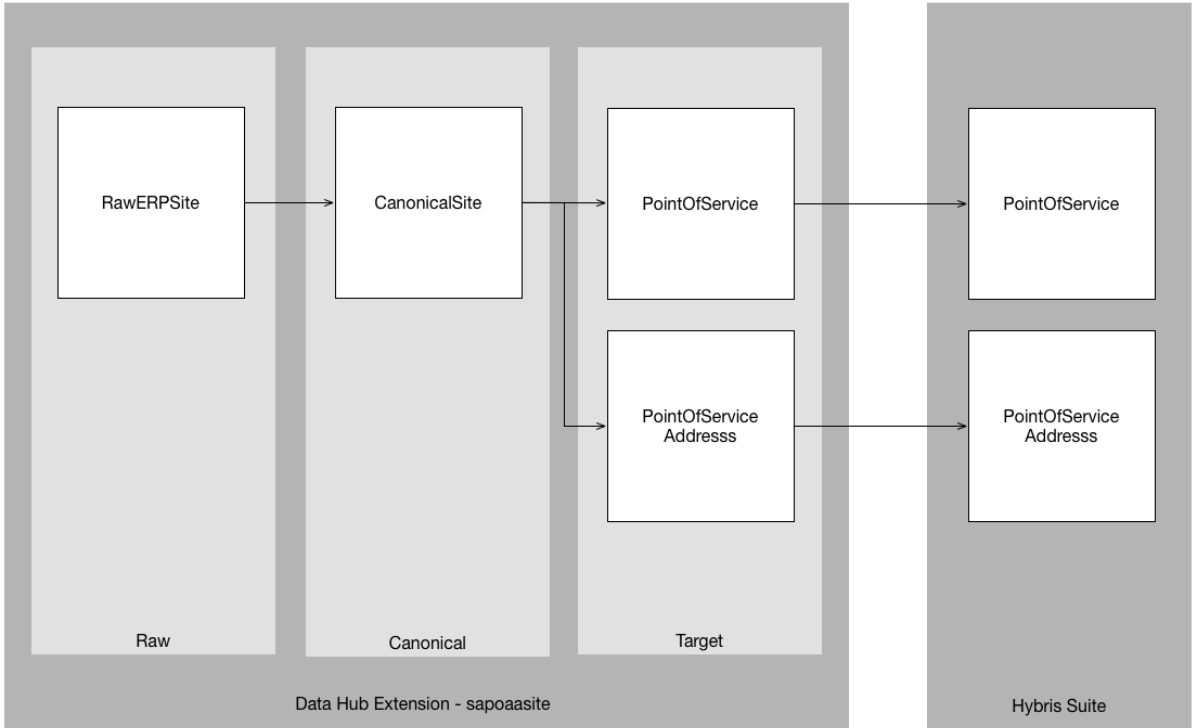 RawERPSite
CanonicalSite
PointOfService
PointOfService
PointOfService
Addresss
PointOfService
Addresss
Raw
Canonical
Target
Data Hub Extension - sapoaasite
Hybris Suite